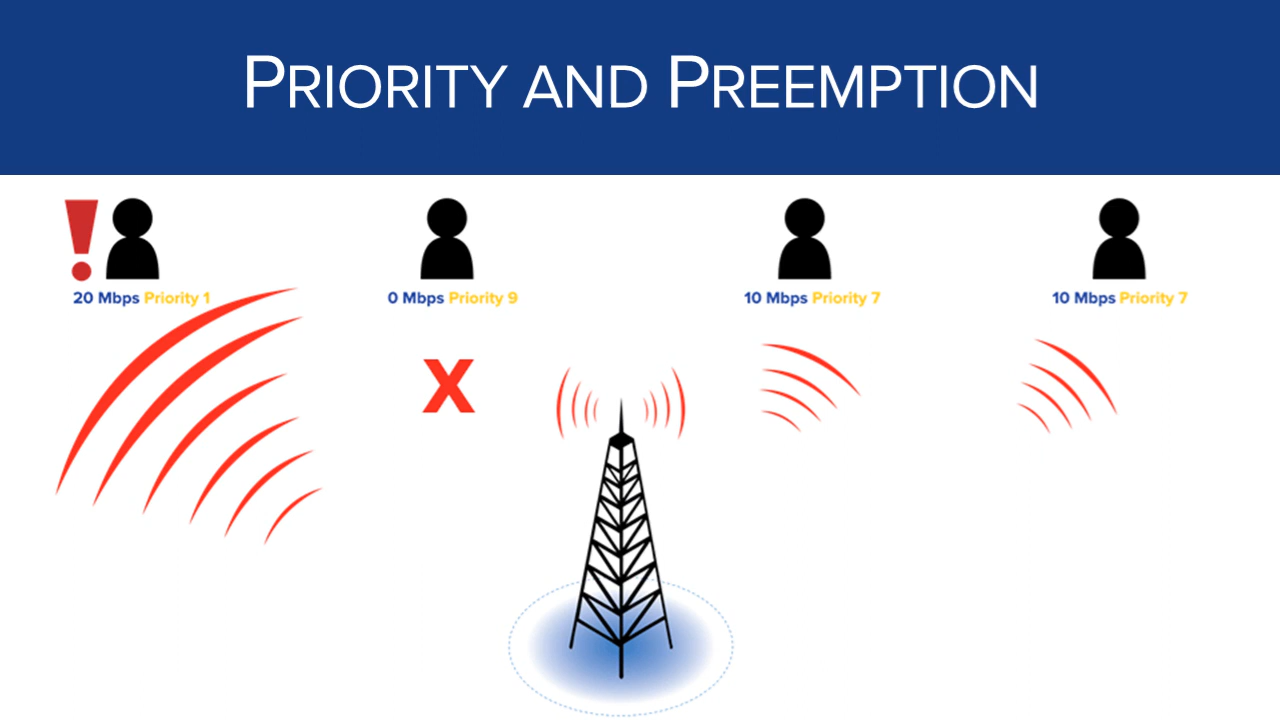 PRIORITY AND PREEMPTION
20 Mbps Priority 1
0 Mbps Priority 9
10 Mbps Priority 7
10 Mbps Priority 7
X